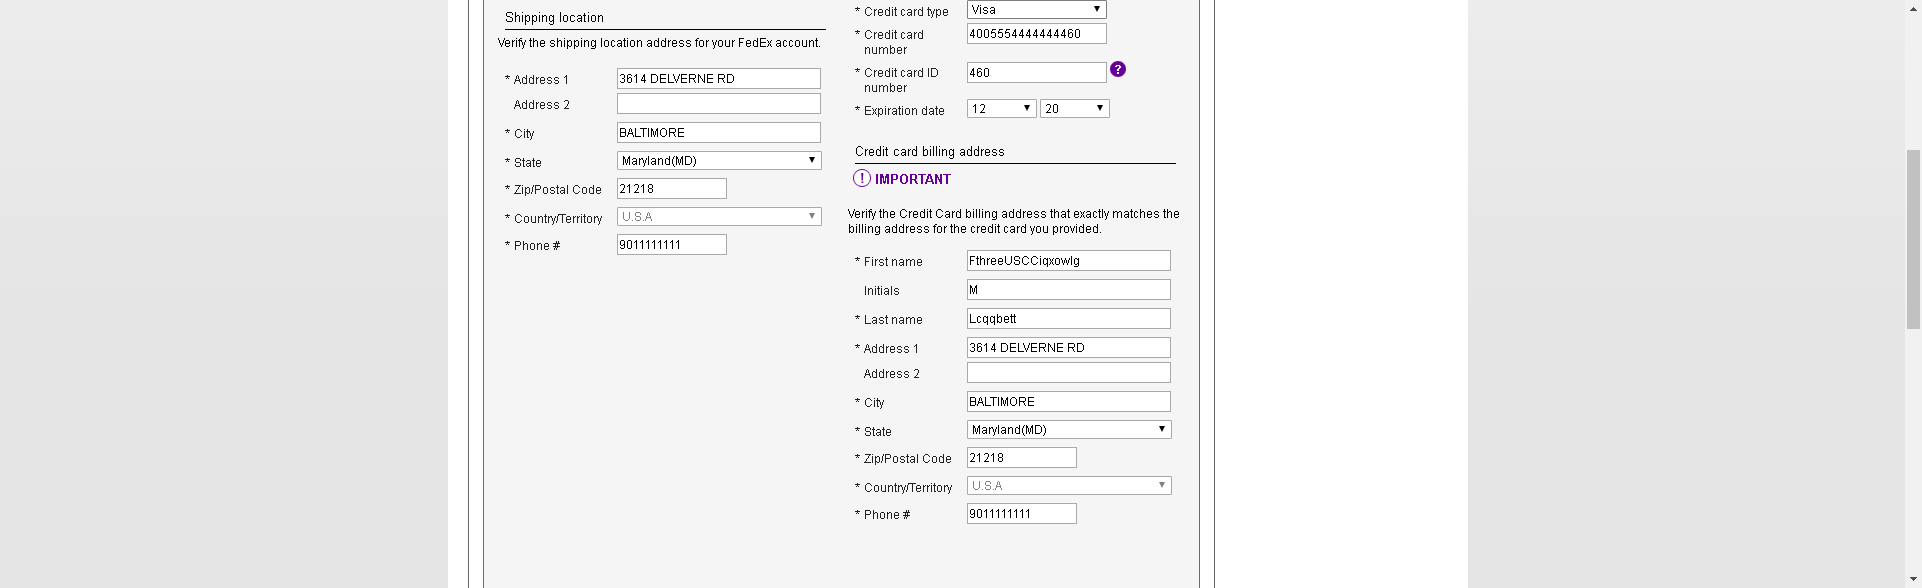 Shipping location
Verify the shipping location address for your FedEx account.
* Address 1 3614 DELVERNE RD
Address 2
* City BALTIMORE
* State Maryland(MD)
* Zip/Postal Code 21218
* Country/Territory U.S.A
* Phone # 9011111111
* Credit card type Visa
* Credit card number 4005554444444460
* Credit card ID number 460 ?
* Expiration date 12 20
Credit card billing address
! IMPORTANT
Verify the Credit Card billing address that exactly matches the
billing address for the credit card you provided.
* First name FthreeUSCCiqxowlg
Initials M
* Last name Lcqqbett
* Address 1 3614 DELVERNE RD
Address 2
* City BALTIMORE
* State Maryland(MD)
* Zip/Postal Code 21218
* Country/Territory U.S.A
* Phone # 9011111111